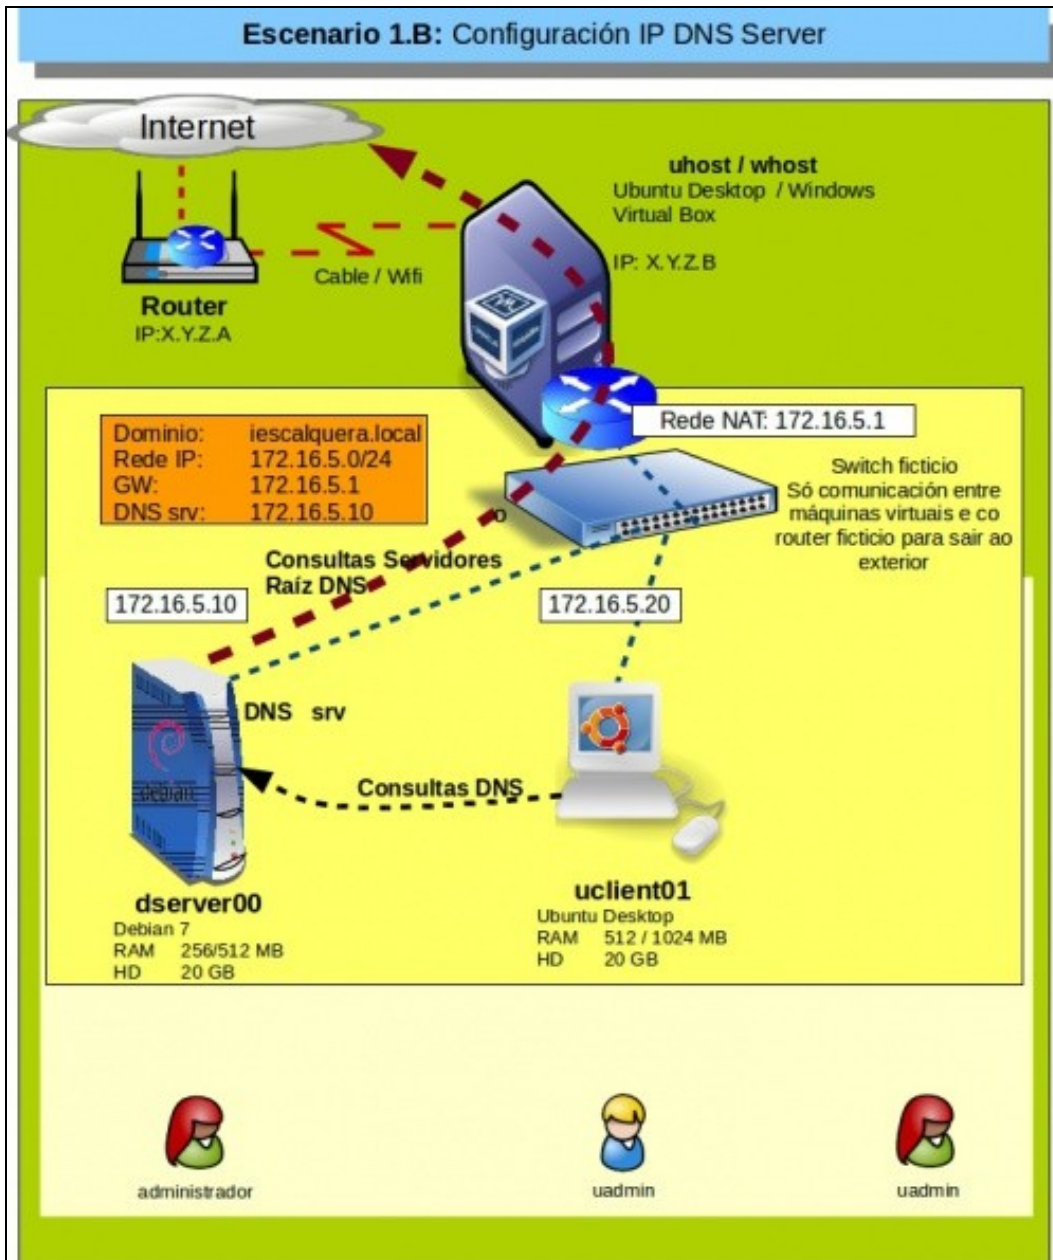 Escenario 1.B: Configuración IP DNS Server
Internet
uhost / whost
Ubuntu Desktop / Windows
Virtual Box
IP: X.Y.Z.B
Cable / Wifi
Router
IP:X.Y.Z.A
Rede NAT: 172.16.5.1
Dominio: iescalquera.local
Rede IP: 172.16.5.0/24
GW: 172.16.5.1
DNS srv: 172.16.5.10
Switch ficticio
Só comunicación entre
máquinas virtuais e co
router ficticio para sair ao
exterior
o
Consultas Servidores
Raíz DNS
172.16.5.10
172.16.5.20
DNS srv
debian
Consultas DNS
dserver00
Debian 7
RAM 256/512 MB
HD 20 GB
uclient01
Ubuntu Desktop
RAM 512 / 1024 MB
HD 20 GB
administrador
uadmin
uadmin